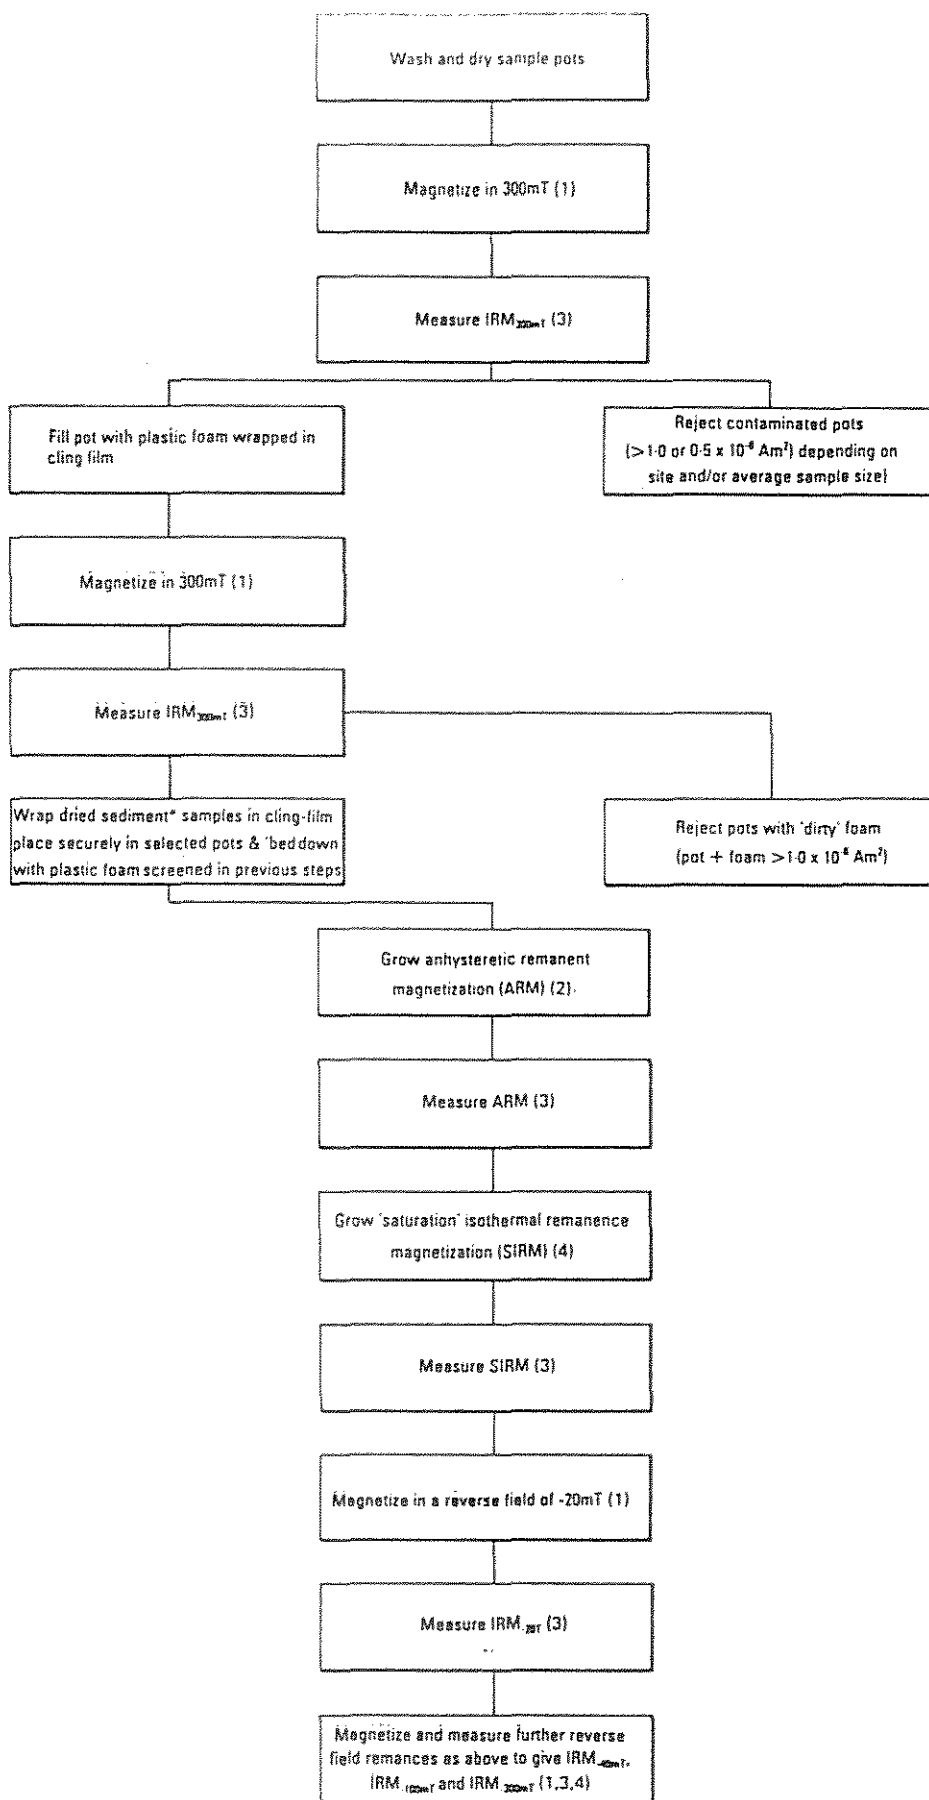 Wash and dry sample pots
Magnetize in 300mT (1)
Measure IRM300mT (3)
Fill pot with plastic foam wrapped in
cling film
Reject contaminated pots
(>1·0 or 0·5 x 10⁻⁸ Am²) depending on
site and/or average sample size)
Magnetize in 300mT (1)
Measure IRM300mT (3)
Wrap dried sediment* samples in cling-film
place securely in selected pots & 'bed down
with plastic foam screened in previous steps
Reject pots with 'dirty' foam
(pot + foam >1·0 x 10⁻⁸ Am²)
Grow anhysteretic remanent
magnetization (ARM) (2).
Measure ARM (3)
Grow 'saturation' isothermal remanence
magnetization (SIRM) (4)
Measure SIRM (3)
Magnetize in a reverse field of -20mT (1)
Measure IRM-20T (3)
Magnetize and measure further reverse
field remances as above to give IRM-40mT,
IRM-100mT and IRM-300mT (1,3,4)